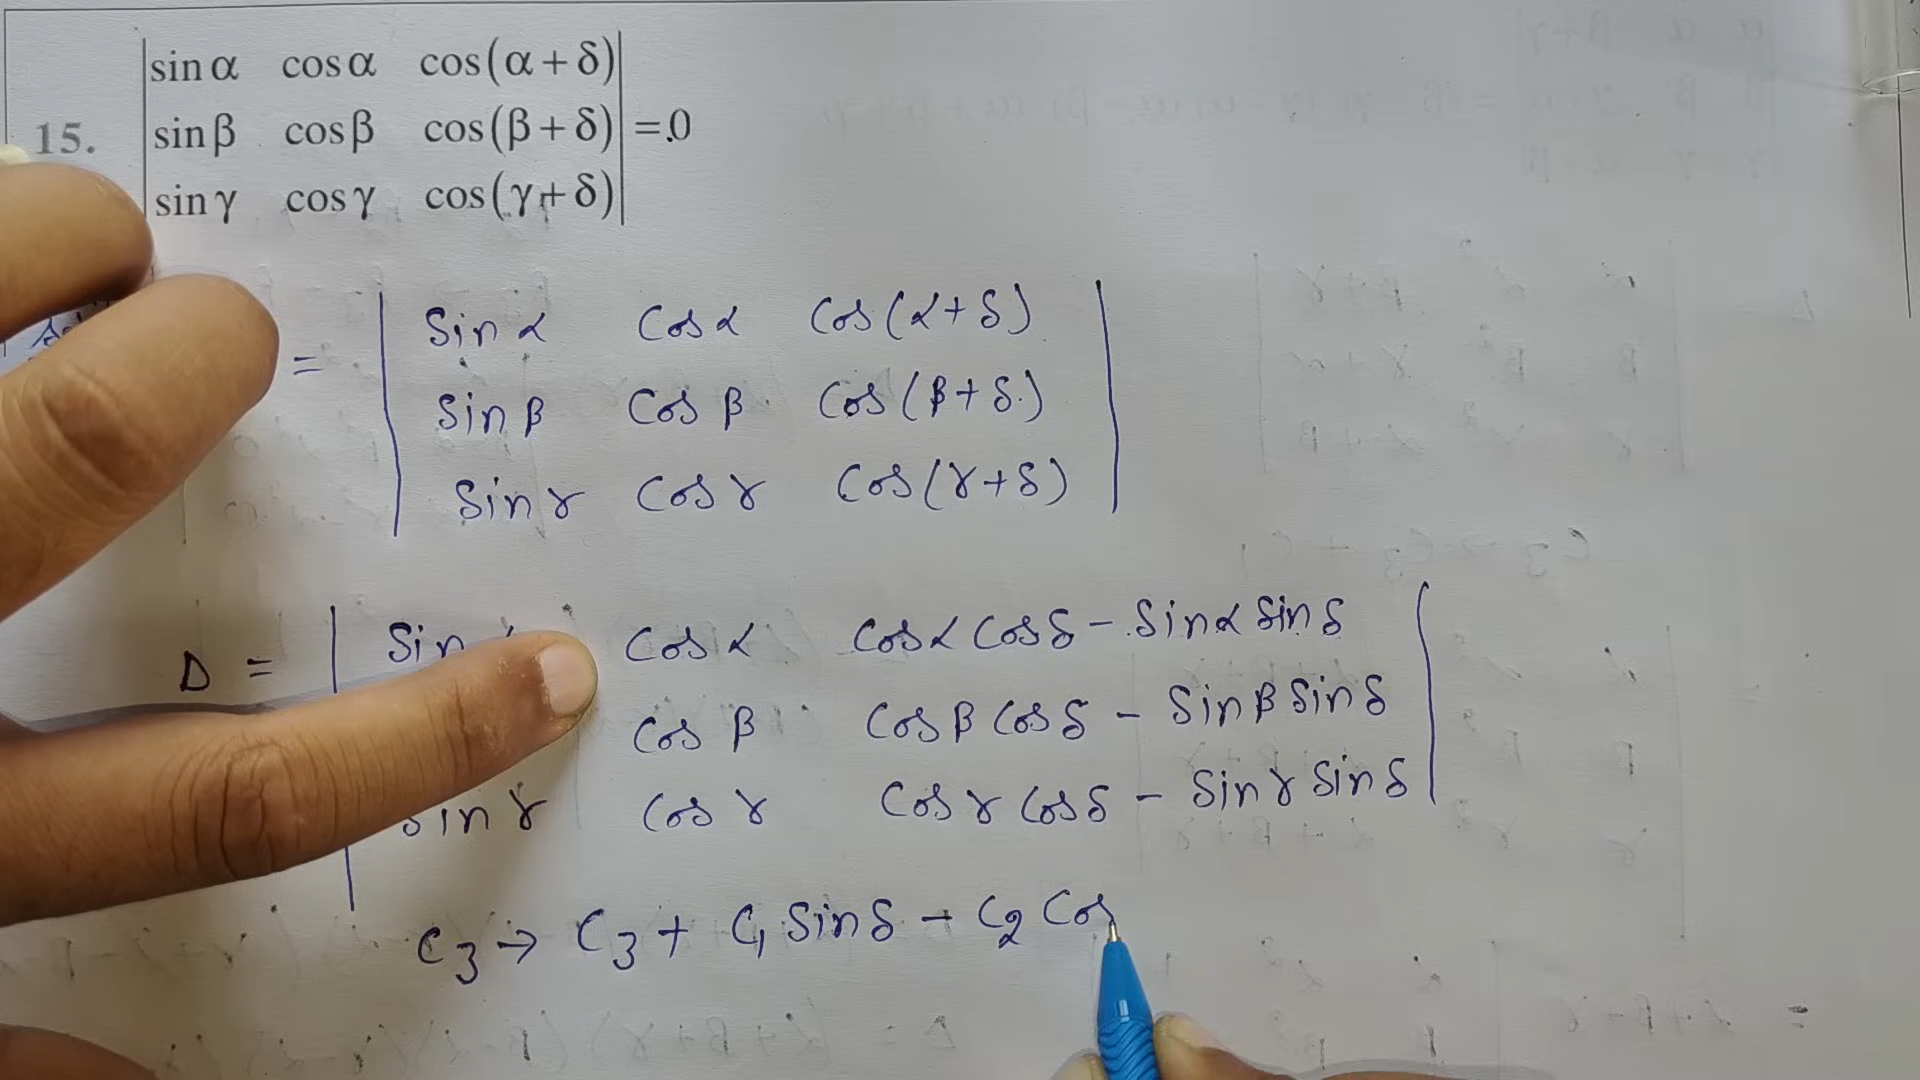 sin α cos α cos(α + δ)
15. sin β cos β cos(β + δ) = 0
sin γ cos γ cos(γ + δ)
= Sin α Cos α Cos (α + δ)
Sin β Cos β Cos (β + δ)
Sin γ Cos γ Cos (γ + δ)
Sin Cos α Cos α Cos δ - Sin α Sin δ
Δ = Cos β Cos β Cos δ - Sin β Sin δ
Sin γ Cos γ Cos γ Cos δ - Sin γ Sin δ
C3 → C3 + C1 Sin δ - C2 Cos